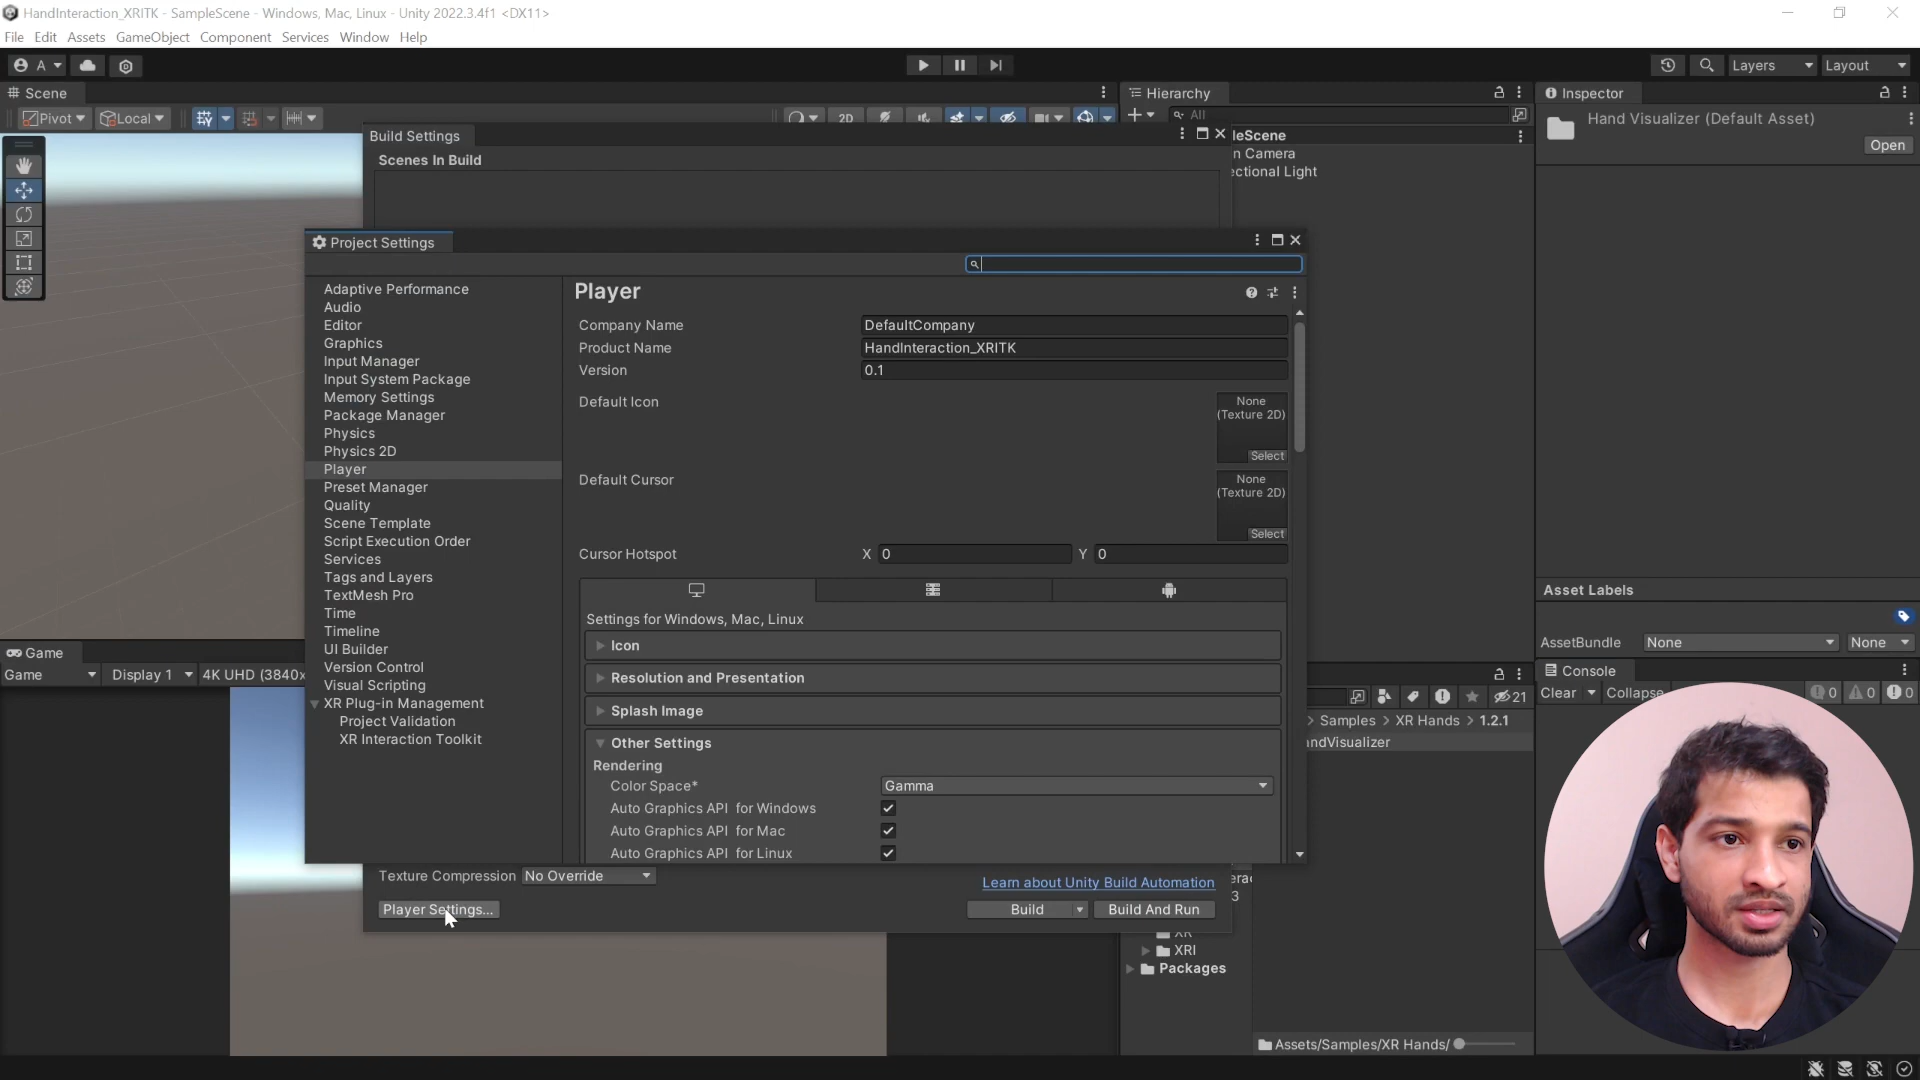 HandInteraction_XRITK - SampleScene - Windows, Mac, Linux - Unity 2022.3.4f1 <DX11>
File Edit Assets GameObject Component Services Window Help
A Layers Layout
Scene
Hierarchy
Inspector
Pivot Local 2D
All
Hand Visualizer (Default Asset)
Open
Build Settings
Scenes In Build
leScene
n Camera
ectional Light
Project Settings
Adaptive Performance
Audio
Editor
Graphics
Input Manager
Input System Package
Memory Settings
Package Manager
Physics
Physics 2D
Player
Preset Manager
Quality
Scene Template
Script Execution Order
Services
Tags and Layers
TextMesh Pro
Time
Timeline
UI Builder
Version Control
Visual Scripting
XR Plug-in Management
Project Validation
XR Interaction Toolkit
Player
Company Name DefaultCompany
Product Name HandInteraction_XRITK
Version 0.1
Default Icon
None
(Texture 2D)
Select
Default Cursor
None
(Texture 2D)
Select
Cursor Hotspot X 0 Y 0
Settings for Windows, Mac, Linux
Icon
Resolution and Presentation
Splash Image
Other Settings
Rendering
Color Space* Gamma
Auto Graphics API for Windows
Auto Graphics API for Mac
Auto Graphics API for Linux
Texture Compression No Override
Learn about Unity Build Automation
Player Settings...
Build
Build And Run
Game
Game Display 1 4K UHD (3840x
21
Samples > XR Hands > 1.2.1
ndVisualizer
3
XR
XRI
Packages
Assets/Samples/XR Hands/
Asset Labels
AssetBundle None None
Console
Clear Collapse 0 0 0